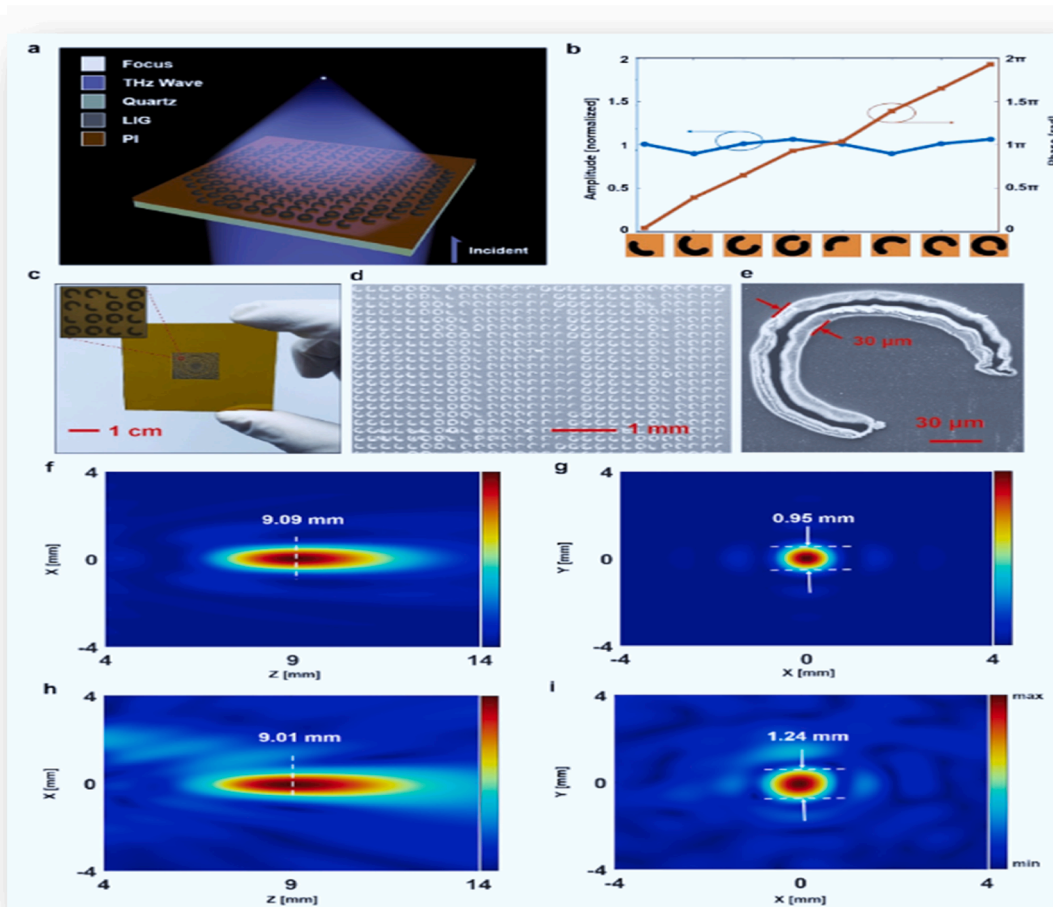 a
Focus
THz Wave
Quartz
LIG
PI
Incident
b
Amplitude [normalized]
2
1.5
1
0.5
0
2π
1.5π
1π
0.5π
0
c
1 cm
d
1 mm
e
30 μm
30 μm
f
X [mm]
4
0
-4
9.09 mm
4 9 14
Z [mm]
g
Y [mm]
4
0
-4
0.95 mm
-4 0 4
X [mm]
h
X [mm]
4
0
-4
9.01 mm
4 9 14
Z [mm]
i
Y [mm]
4
0
-4
1.24 mm
-4 0 4
X [mm]
max
min